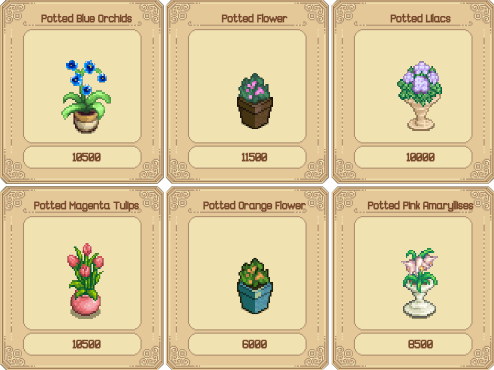 Potted Blue Orchids
Potted Flower
Potted Lilacs
10500
11500
10000
Potted Magenta Tulips
Potted Orange Flower
Potted Pink Amaryllises
10500
6000
8500